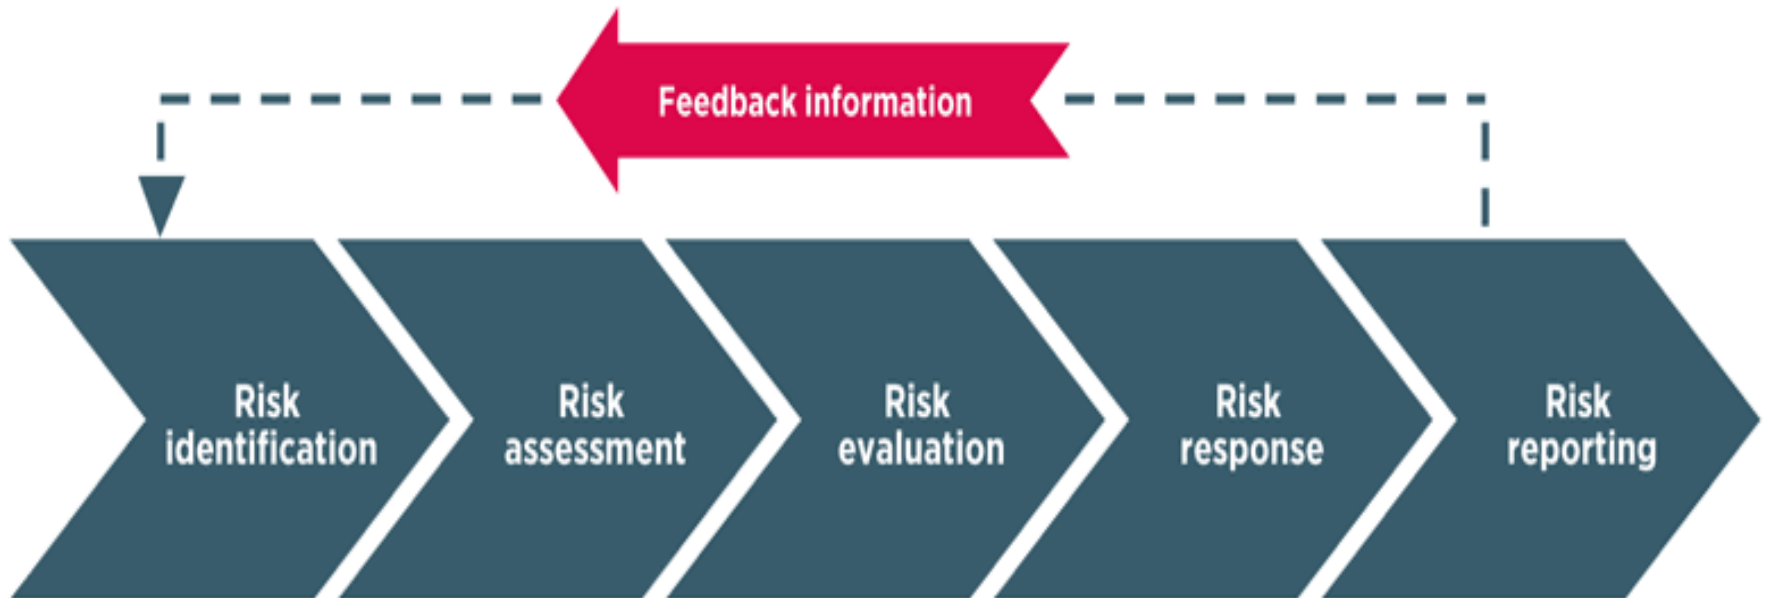 Feedback information
Risk
identification
Risk
assessment
Risk
evaluation
Risk
response
Risk
reporting